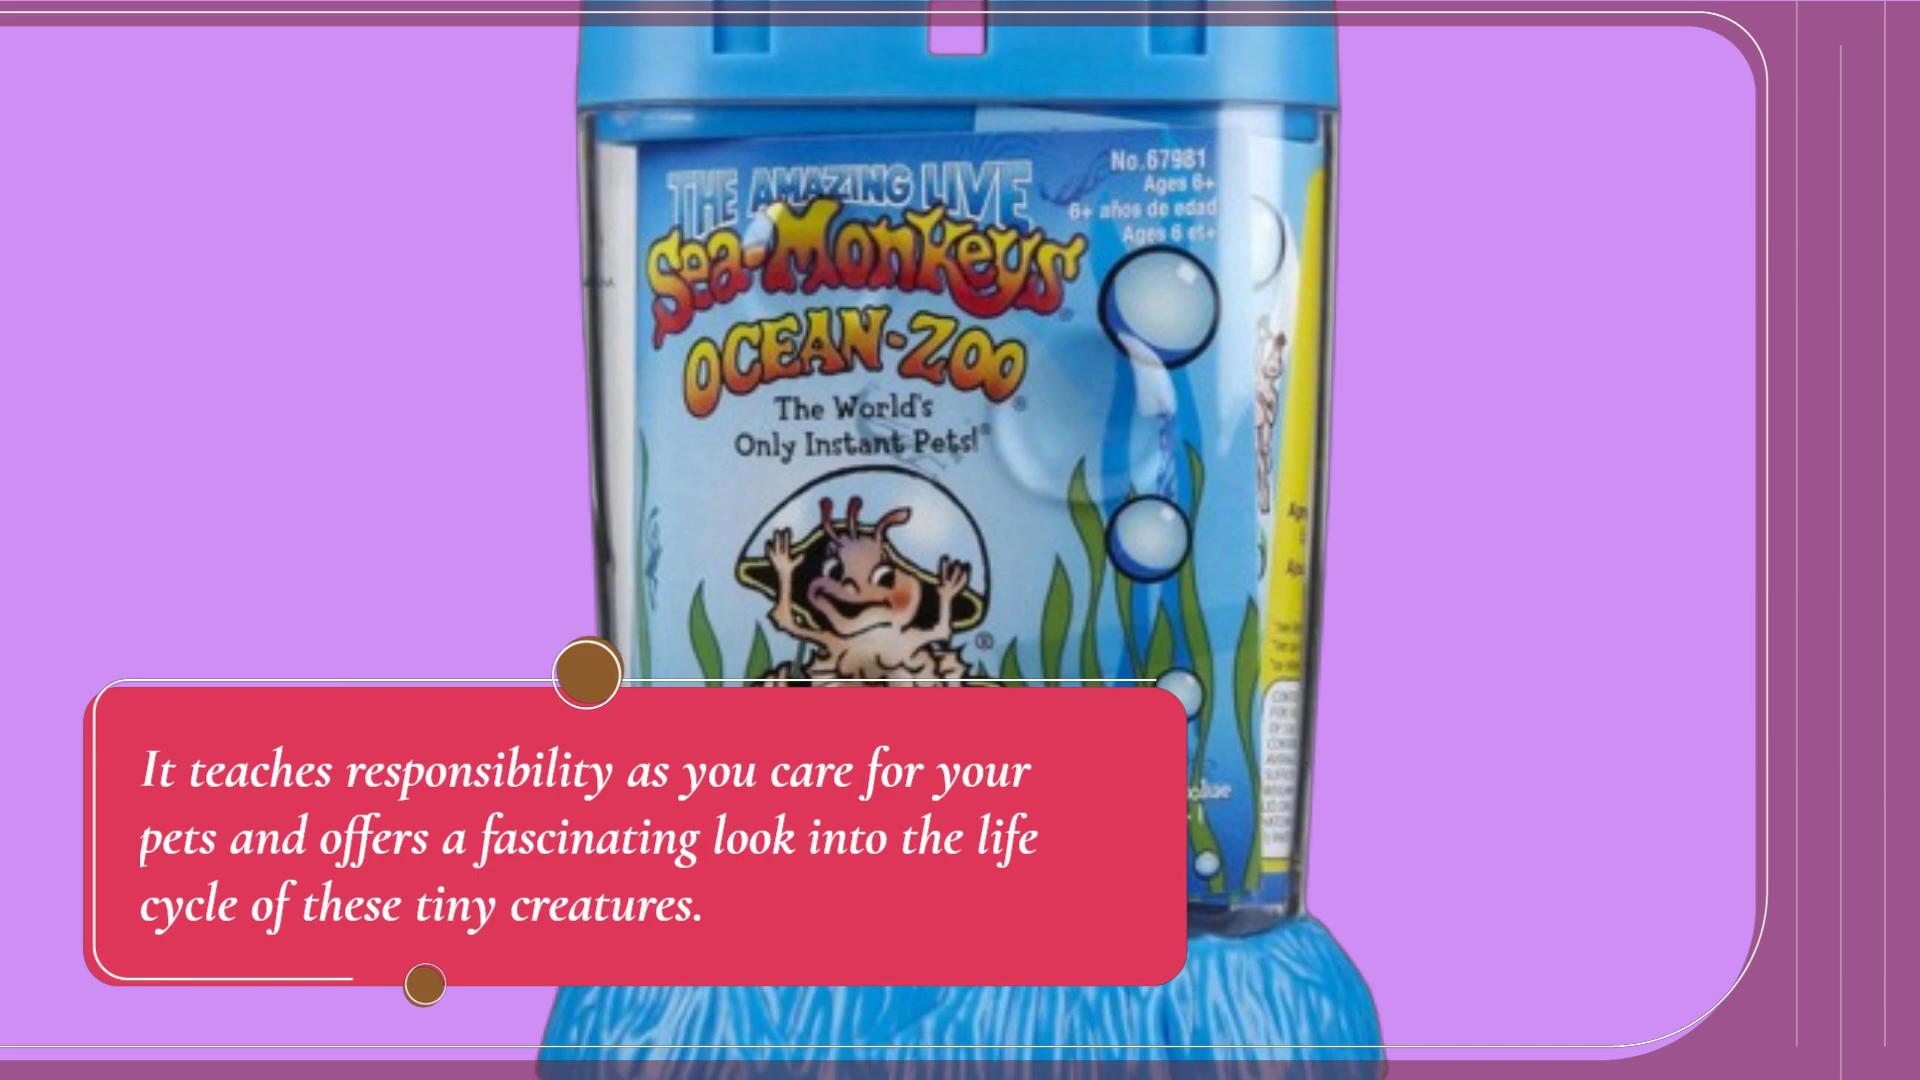 THE AMAZING LIVE
Sea-Monkeys®
OCEAN-ZOO®
The World's
Only Instant Pets!®
No.67981
Ages 6+
6+ años de edad
Ages 6 et+
®
It teaches responsibility as you care for your
pets and offers a fascinating look into the life
cycle of these tiny creatures.